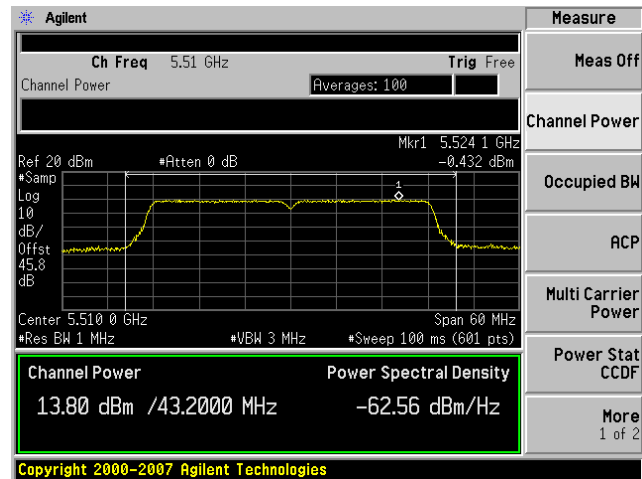 Agilent
Measure
Ch Freq 5.51 GHz Trig Free
Channel Power Averages: 100
Mkr1 5.524 1 GHz
Ref 20 dBm #Atten 0 dB -0.432 dBm
#Samp
Log
10
dB/
Offst
45.8
dB
1
Center 5.510 0 GHz Span 60 MHz
#Res BW 1 MHz #VBW 3 MHz #Sweep 100 ms (601 pts)
Channel Power Power Spectral Density
13.80 dBm /43.2000 MHz -62.56 dBm/Hz
Copyright 2000-2007 Agilent Technologies
Meas Off
Channel Power
Occupied BW
ACP
Multi Carrier
Power
Power Stat
CCDF
More
1 of 2